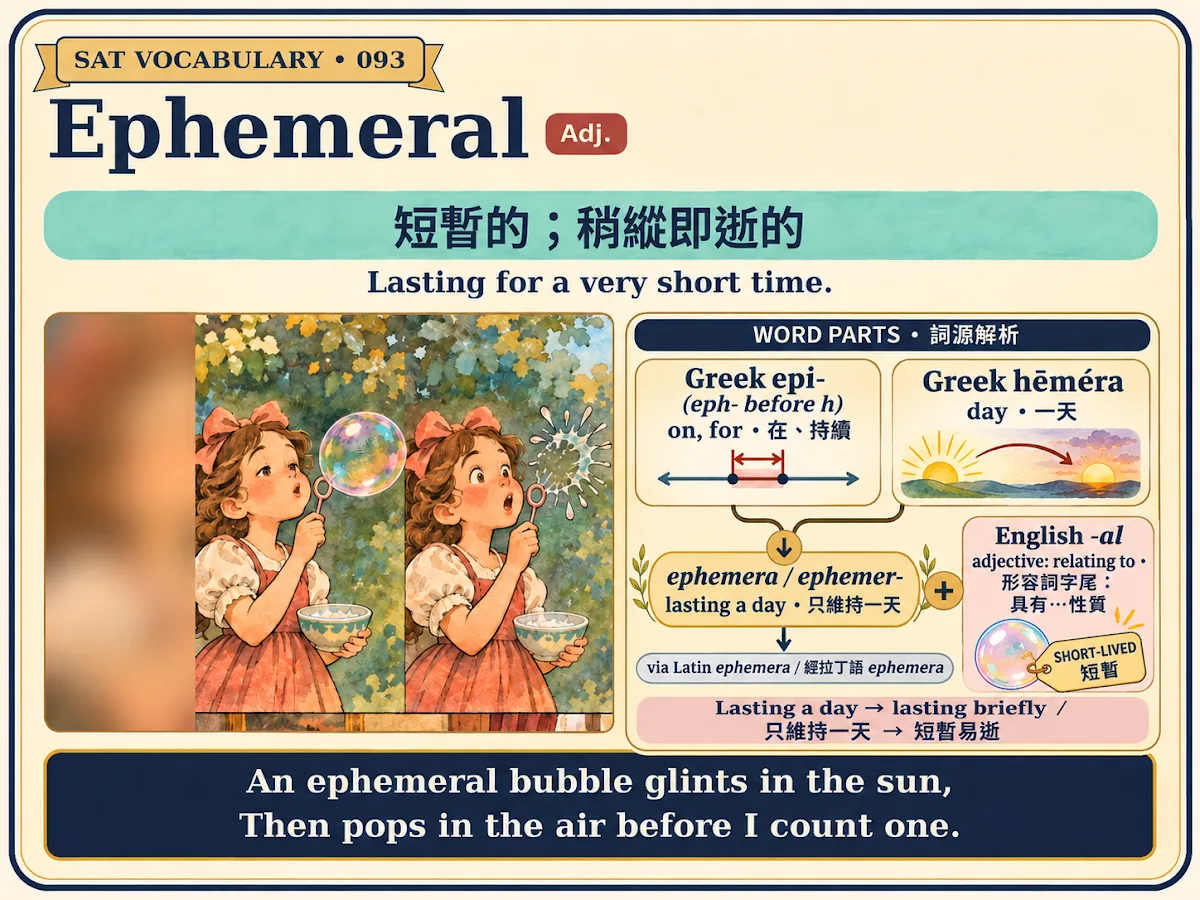 SAT VOCABULARY • 093
Ephemeral Adj.
短暫的；稍縱即逝的
Lasting for a very short time.
WORD PARTS • 詞源解析
Greek epi-
(eph- before h)
on, for • 在、持續
Greek hēméra
day • 一天
ephemera / ephemer-
lasting a day • 只維持一天
+
English -al
adjective: relating to •
形容詞字尾：
具有…性質
SHORT-LIVED
短暫
via Latin ephemera / 經拉丁語 ephemera
Lasting a day → lasting briefly /
只維持一天 → 短暫易逝
An ephemeral bubble glints in the sun,
Then pops in the air before I count one.